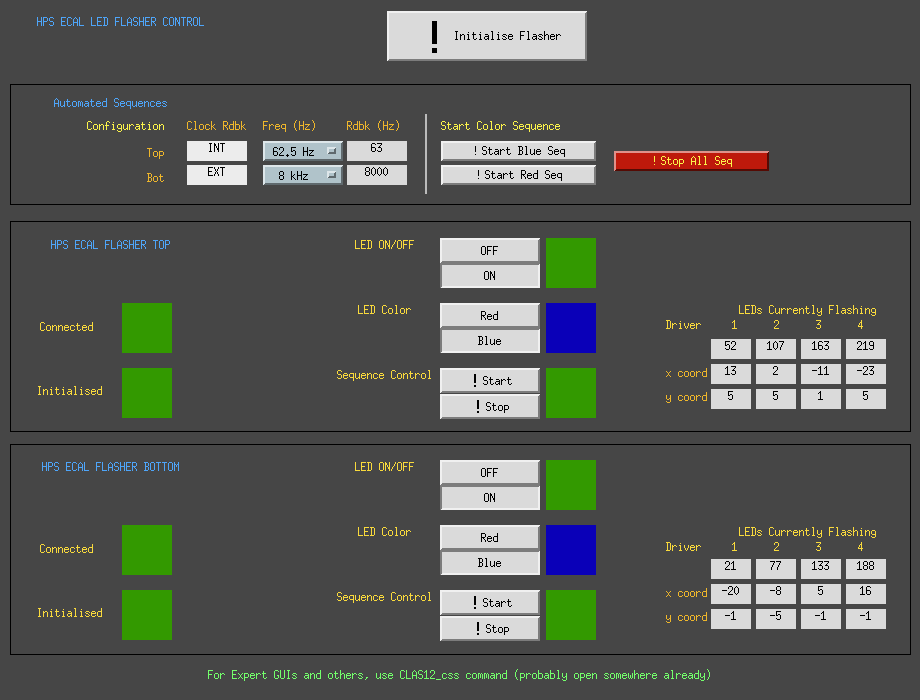 HPS ECAL LED FLASHER CONTROL
! Initialise Flasher
Automated Sequences
Configuration Clock Rdbk Freq (Hz) Rdbk (Hz) Start Color Sequence
Top INT 62.5 Hz 63 !Start Blue Seq
!Stop All Seq
Bot EXT 8 kHz 8000 !Start Red Seq
HPS ECAL FLASHER TOP LED ON/OFF OFF
ON
Connected LED Color Red
Blue
Initialised Sequence Control !Start
!Stop
LEDs Currently Flashing
Driver 1 2 3 4
52 107 163 219
x coord 13 2 -11 -23
y coord 5 5 1 5
HPS ECAL FLASHER BOTTOM LED ON/OFF OFF
ON
Connected LED Color Red
Blue
Initialised Sequence Control !Start
!Stop
LEDs Currently Flashing
Driver 1 2 3 4
21 77 133 188
x coord -20 -8 5 16
y coord -1 -5 -1 -1
For Expert GUIs and others, use CLAS12_css command (probably open somewhere already)